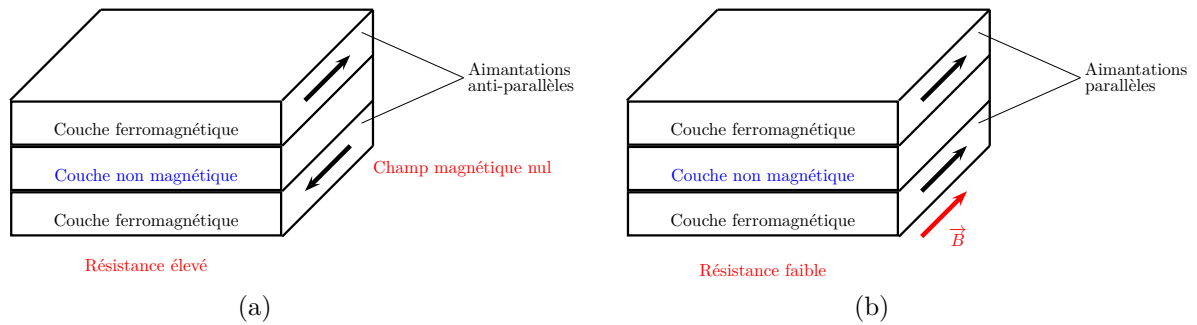 Aimantations
anti-parallèles
Couche ferromagnétique
Couche non magnétique
Champ magnétique nul
Couche ferromagnétique
Résistance élevé
(a)
Aimantations
parallèles
Couche ferromagnétique
Couche non magnétique
Couche ferromagnétique
B
Résistance faible
(b)